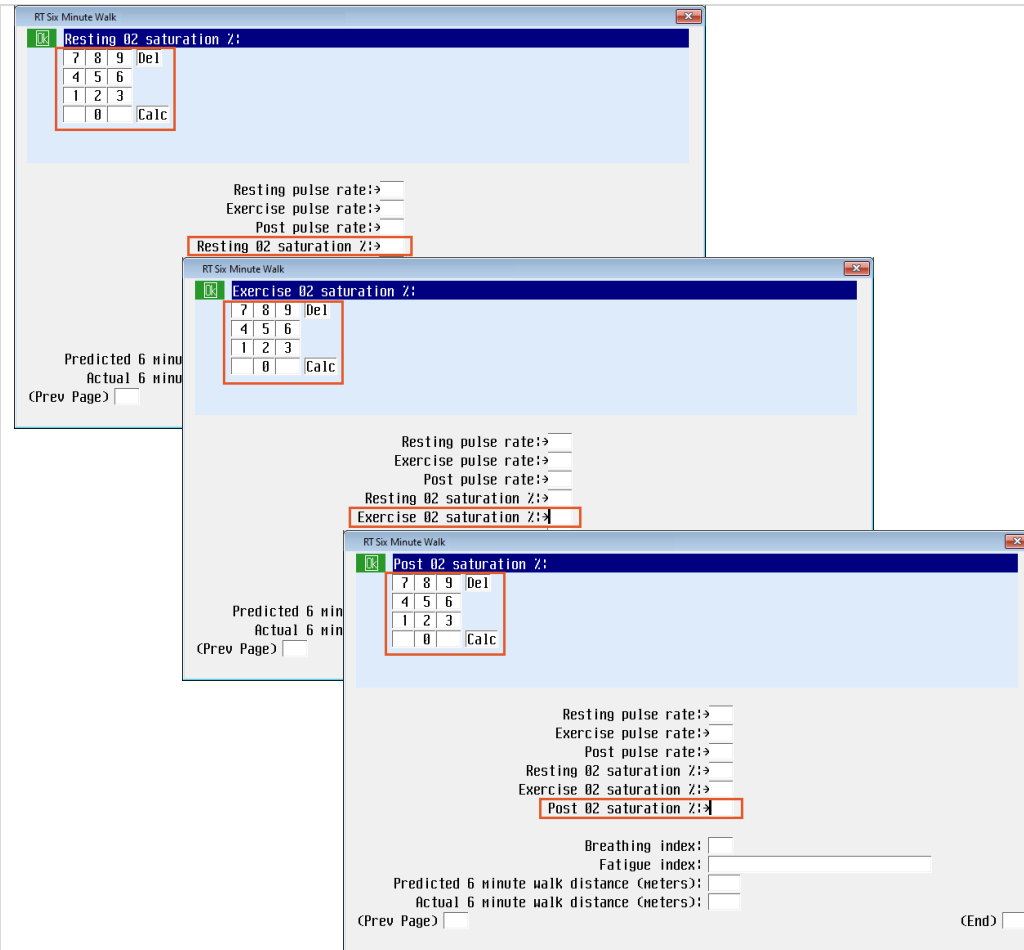 RT Six Minute Walk
Ok Resting O2 saturation %:
7 8 9 Del
4 5 6
1 2 3
0 Calc
Resting pulse rate:→
Exercise pulse rate:→
Post pulse rate:→
Resting O2 saturation %:→
Predicted 6 minu
Actual 6 minu
(Prev Page)
RT Six Minute Walk
Ok Exercise O2 saturation %:
7 8 9 Del
4 5 6
1 2 3
0 Calc
Resting pulse rate:→
Exercise pulse rate:→
Post pulse rate:→
Resting O2 saturation %:→
Exercise O2 saturation %:→
Predicted 6 min
Actual 6 min
(Prev Page)
RT Six Minute Walk
Ok Post O2 saturation %:
7 8 9 Del
4 5 6
1 2 3
0 Calc
Resting pulse rate:→
Exercise pulse rate:→
Post pulse rate:→
Resting O2 saturation %:→
Exercise O2 saturation %:→
Post O2 saturation %:→
Breathing index:
Fatigue index:
Predicted 6 minute walk distance (meters):
Actual 6 minute walk distance (meters):
(Prev Page) (End)